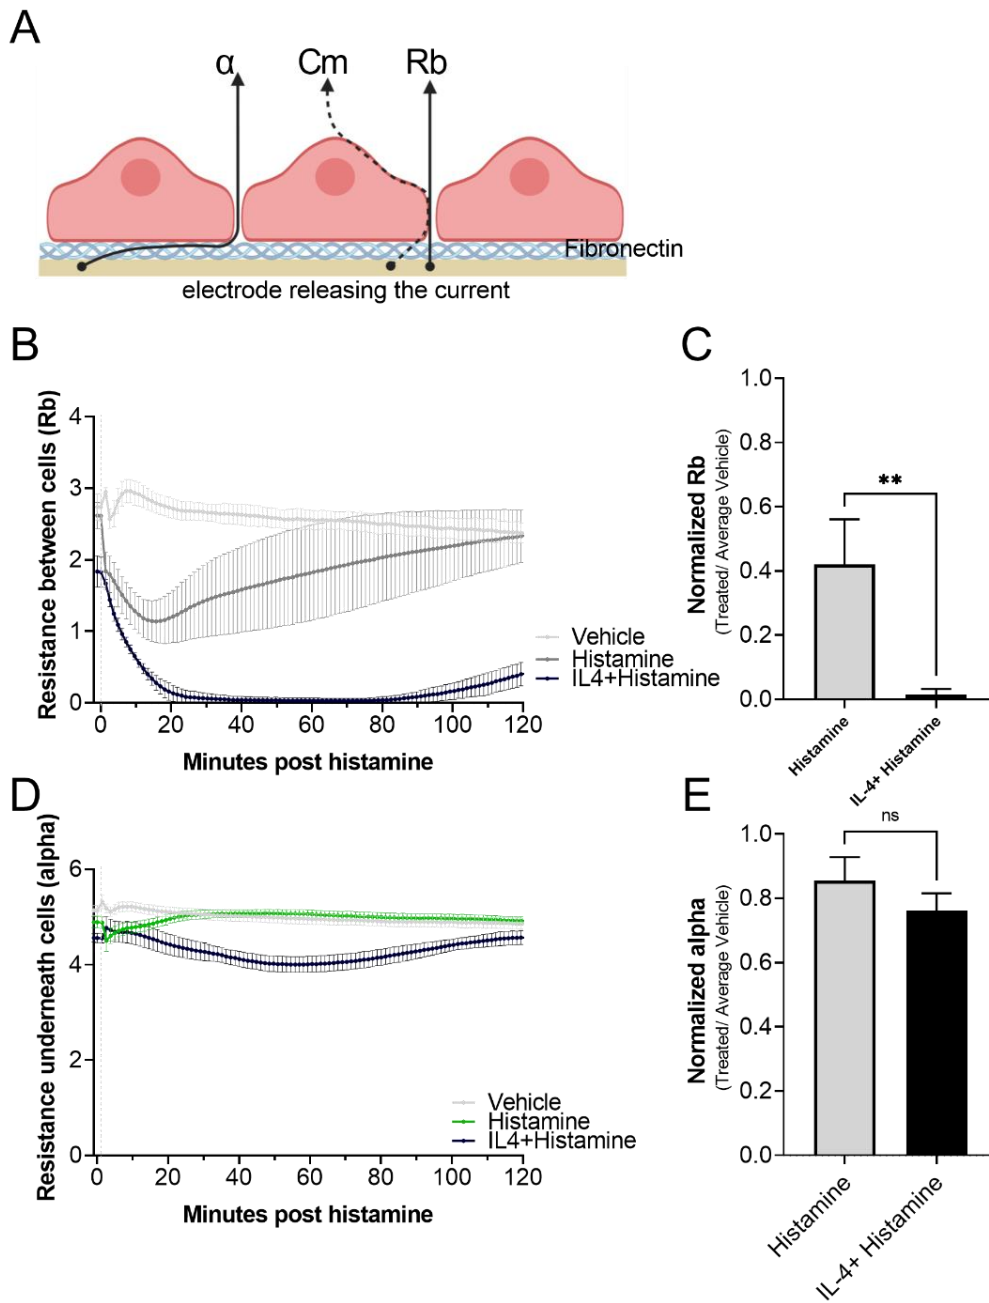 A
α Cm Rb
Fibronectin
electrode releasing the current
B
Resistance between cells (Rb)
4
3
2
1
0
0 20 40 60 80 100 120
Minutes post histamine
Vehicle
Histamine
IL4+Histamine
C
Normalized Rb
(Treated/ Average Vehicle)
1.0
0.8
0.6
0.4
0.2
0.0
**
Histamine
IL-4+ Histamine
D
Resistance underneath cells (alpha)
6
4
2
0
0 20 40 60 80 100 120
Minutes post histamine
Vehicle
Histamine
IL4+Histamine
E
Normalized alpha
(Treated/ Average Vehicle)
1.0
0.8
0.6
0.4
0.2
0.0
ns
Histamine
IL-4+ Histamine